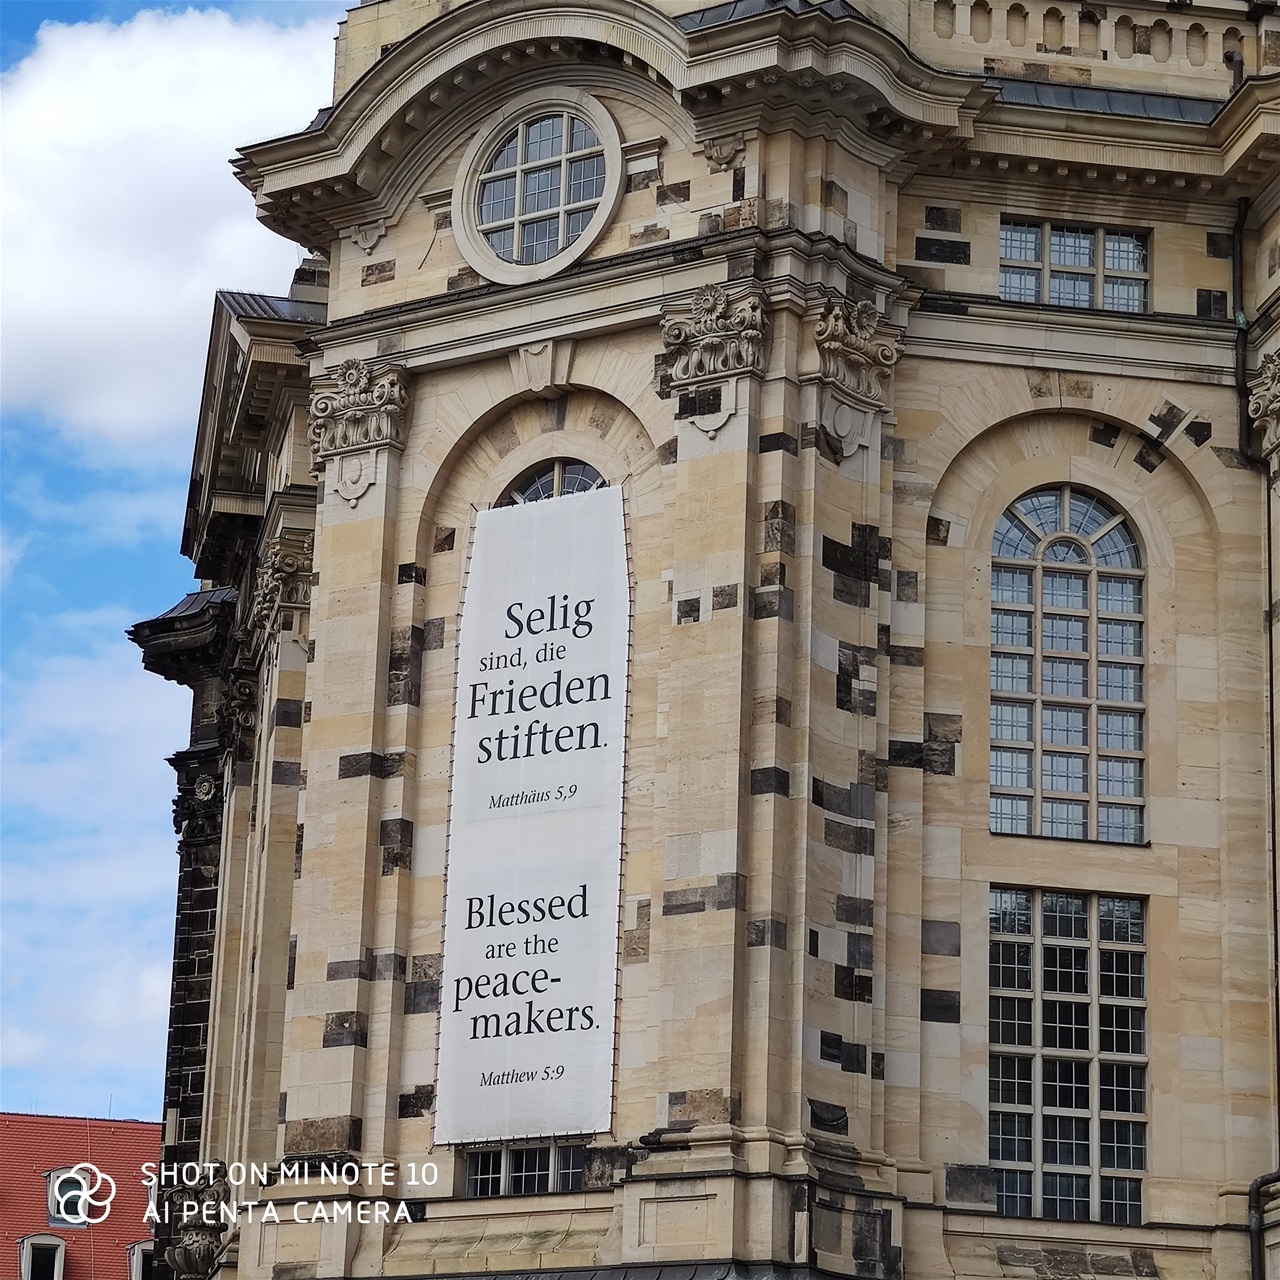 Selig
sind, die
Frieden
stiften.
Matthäus 5,9
Blessed
are the
peace-
makers.
Matthew 5:9
SHOT ON MI NOTE 10
AI PENTA CAMERA